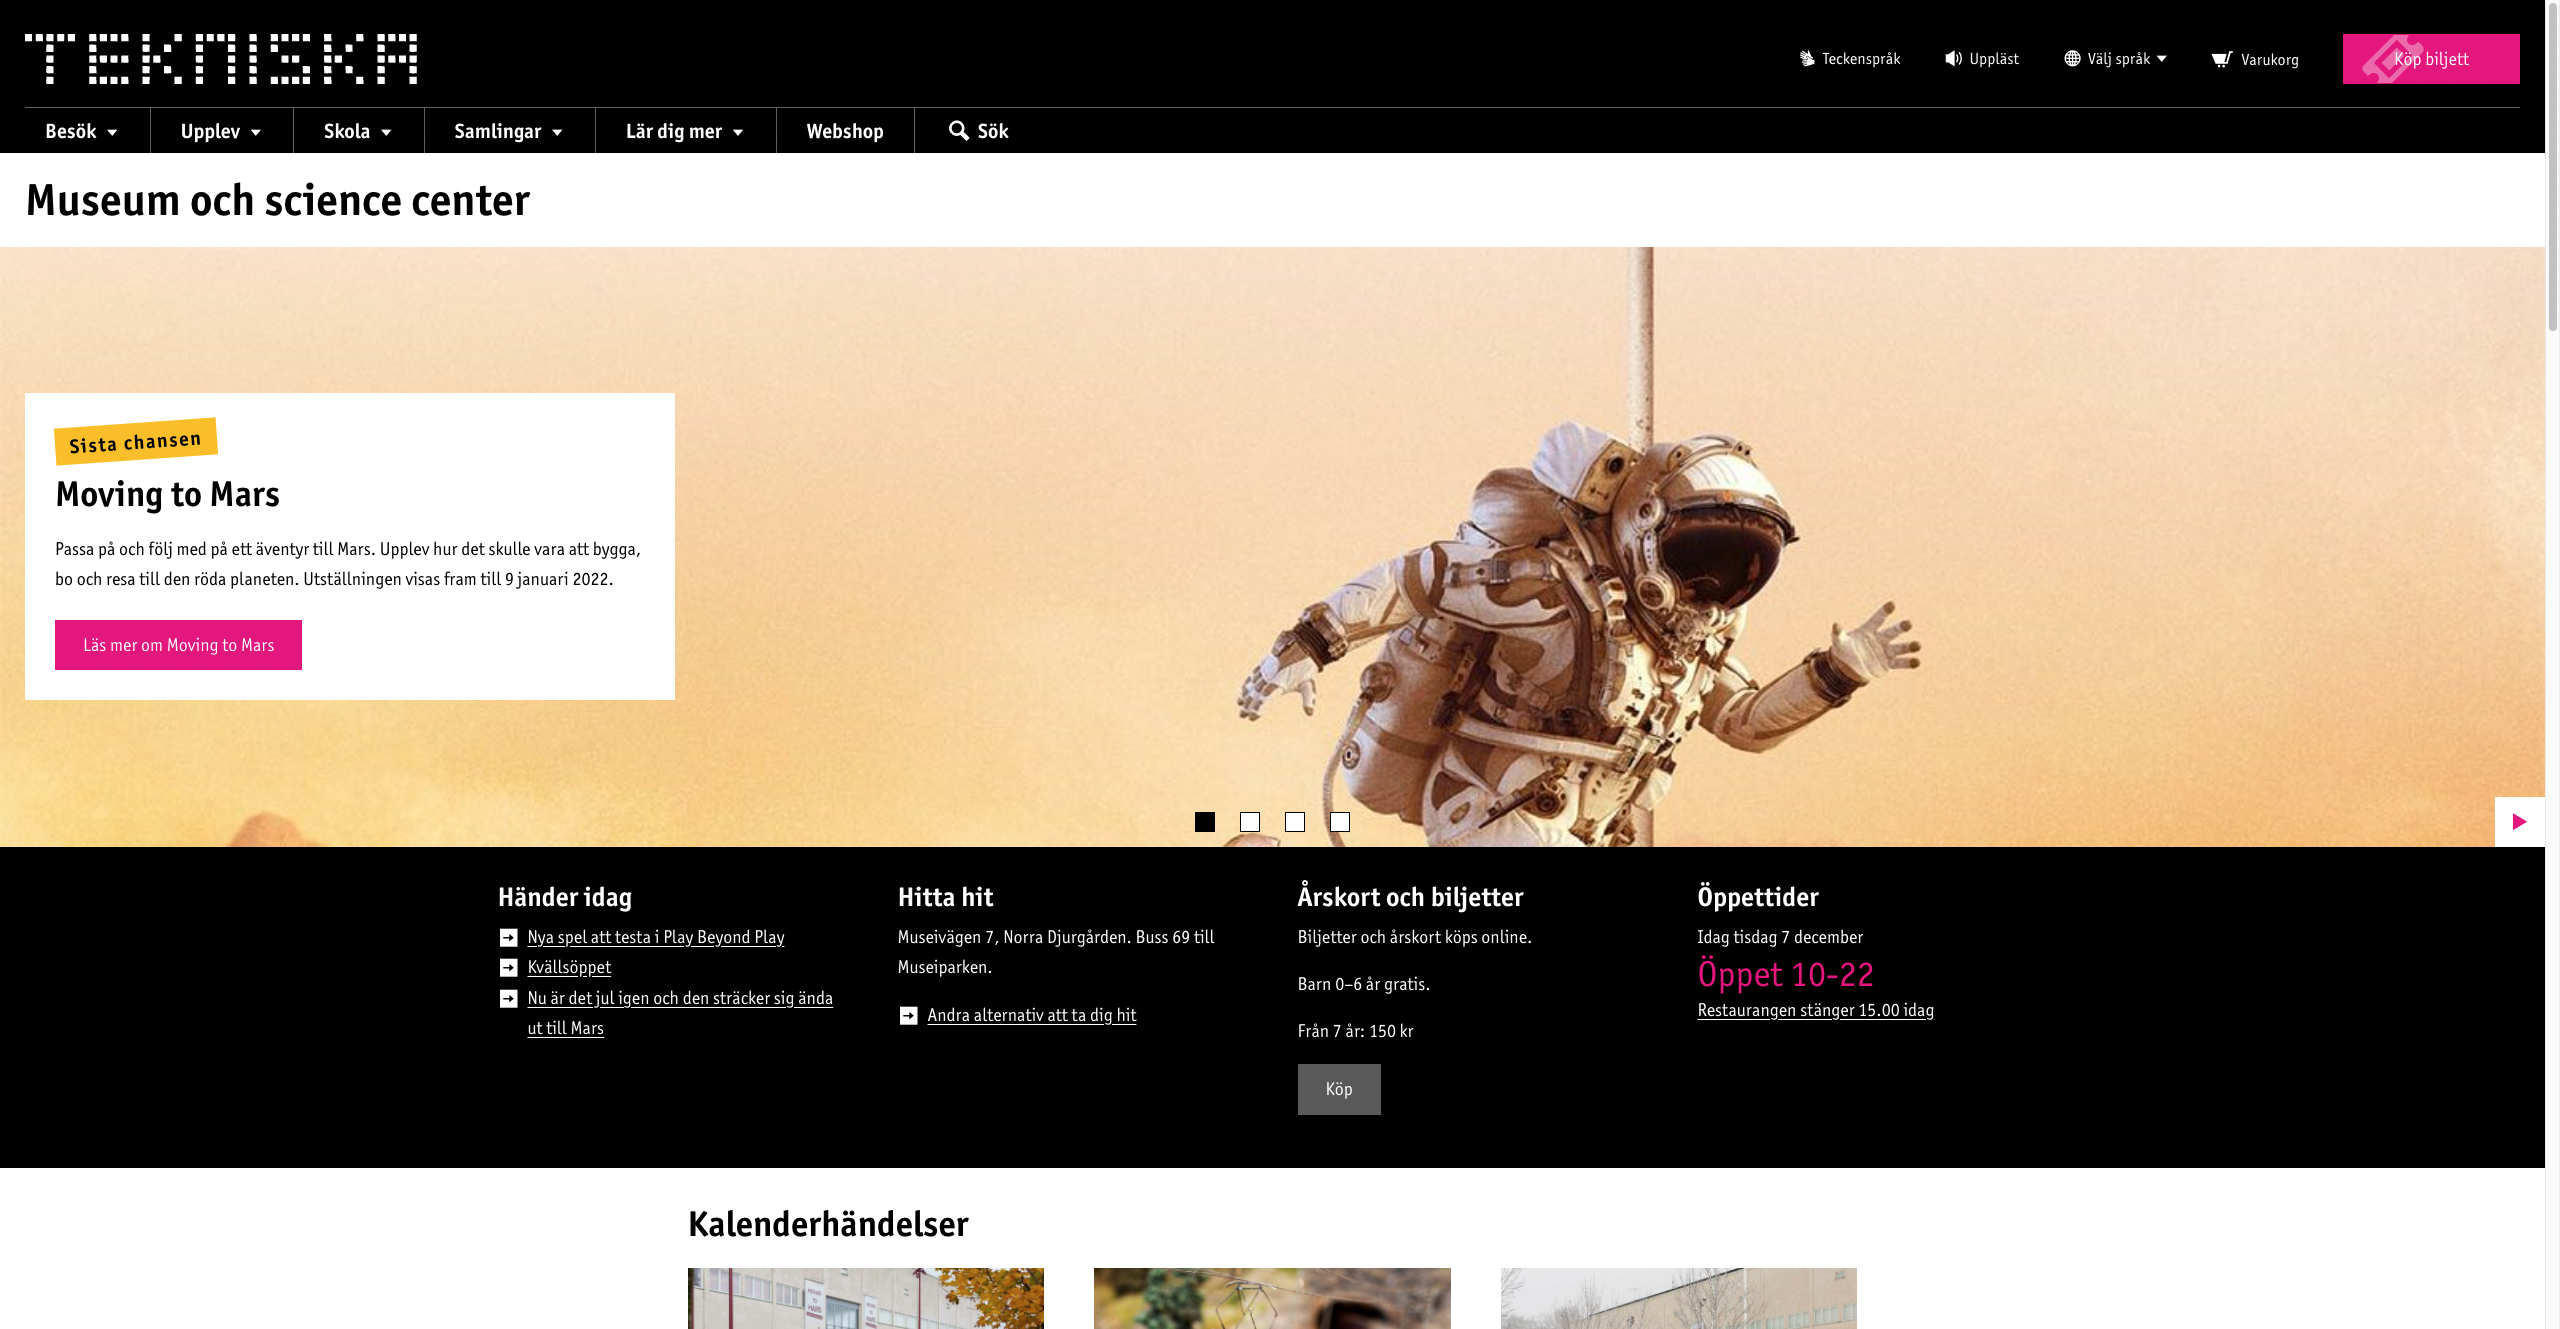 TEKNISKA
Teckenspråk
Uppläst
Välj språk
Varukorg
Köp biljett
Besök
Upplev
Skola
Samlingar
Lär dig mer
Webshop
Sök
Museum och science center
Sista chansen
Moving to Mars
Passa på och följ med på ett äventyr till Mars. Upplev hur det skulle vara att bygga,
bo och resa till den röda planeten. Utställningen visas fram till 9 januari 2022.
Läs mer om Moving to Mars
Händer idag
Nya spel att testa i Play Beyond Play
Kvällsöppet
Nu är det jul igen och den sträcker sig ända
ut till Mars
Hitta hit
Museivägen 7, Norra Djurgården. Buss 69 till
Museiparken.
Andra alternativ att ta dig hit
Årskort och biljetter
Biljetter och årskort köps online.
Barn 0–6 år gratis.
Från 7 år: 150 kr
Köp
Öppettider
Idag tisdag 7 december
Öppet 10-22
Restaurangen stänger 15.00 idag
Kalenderhändelser